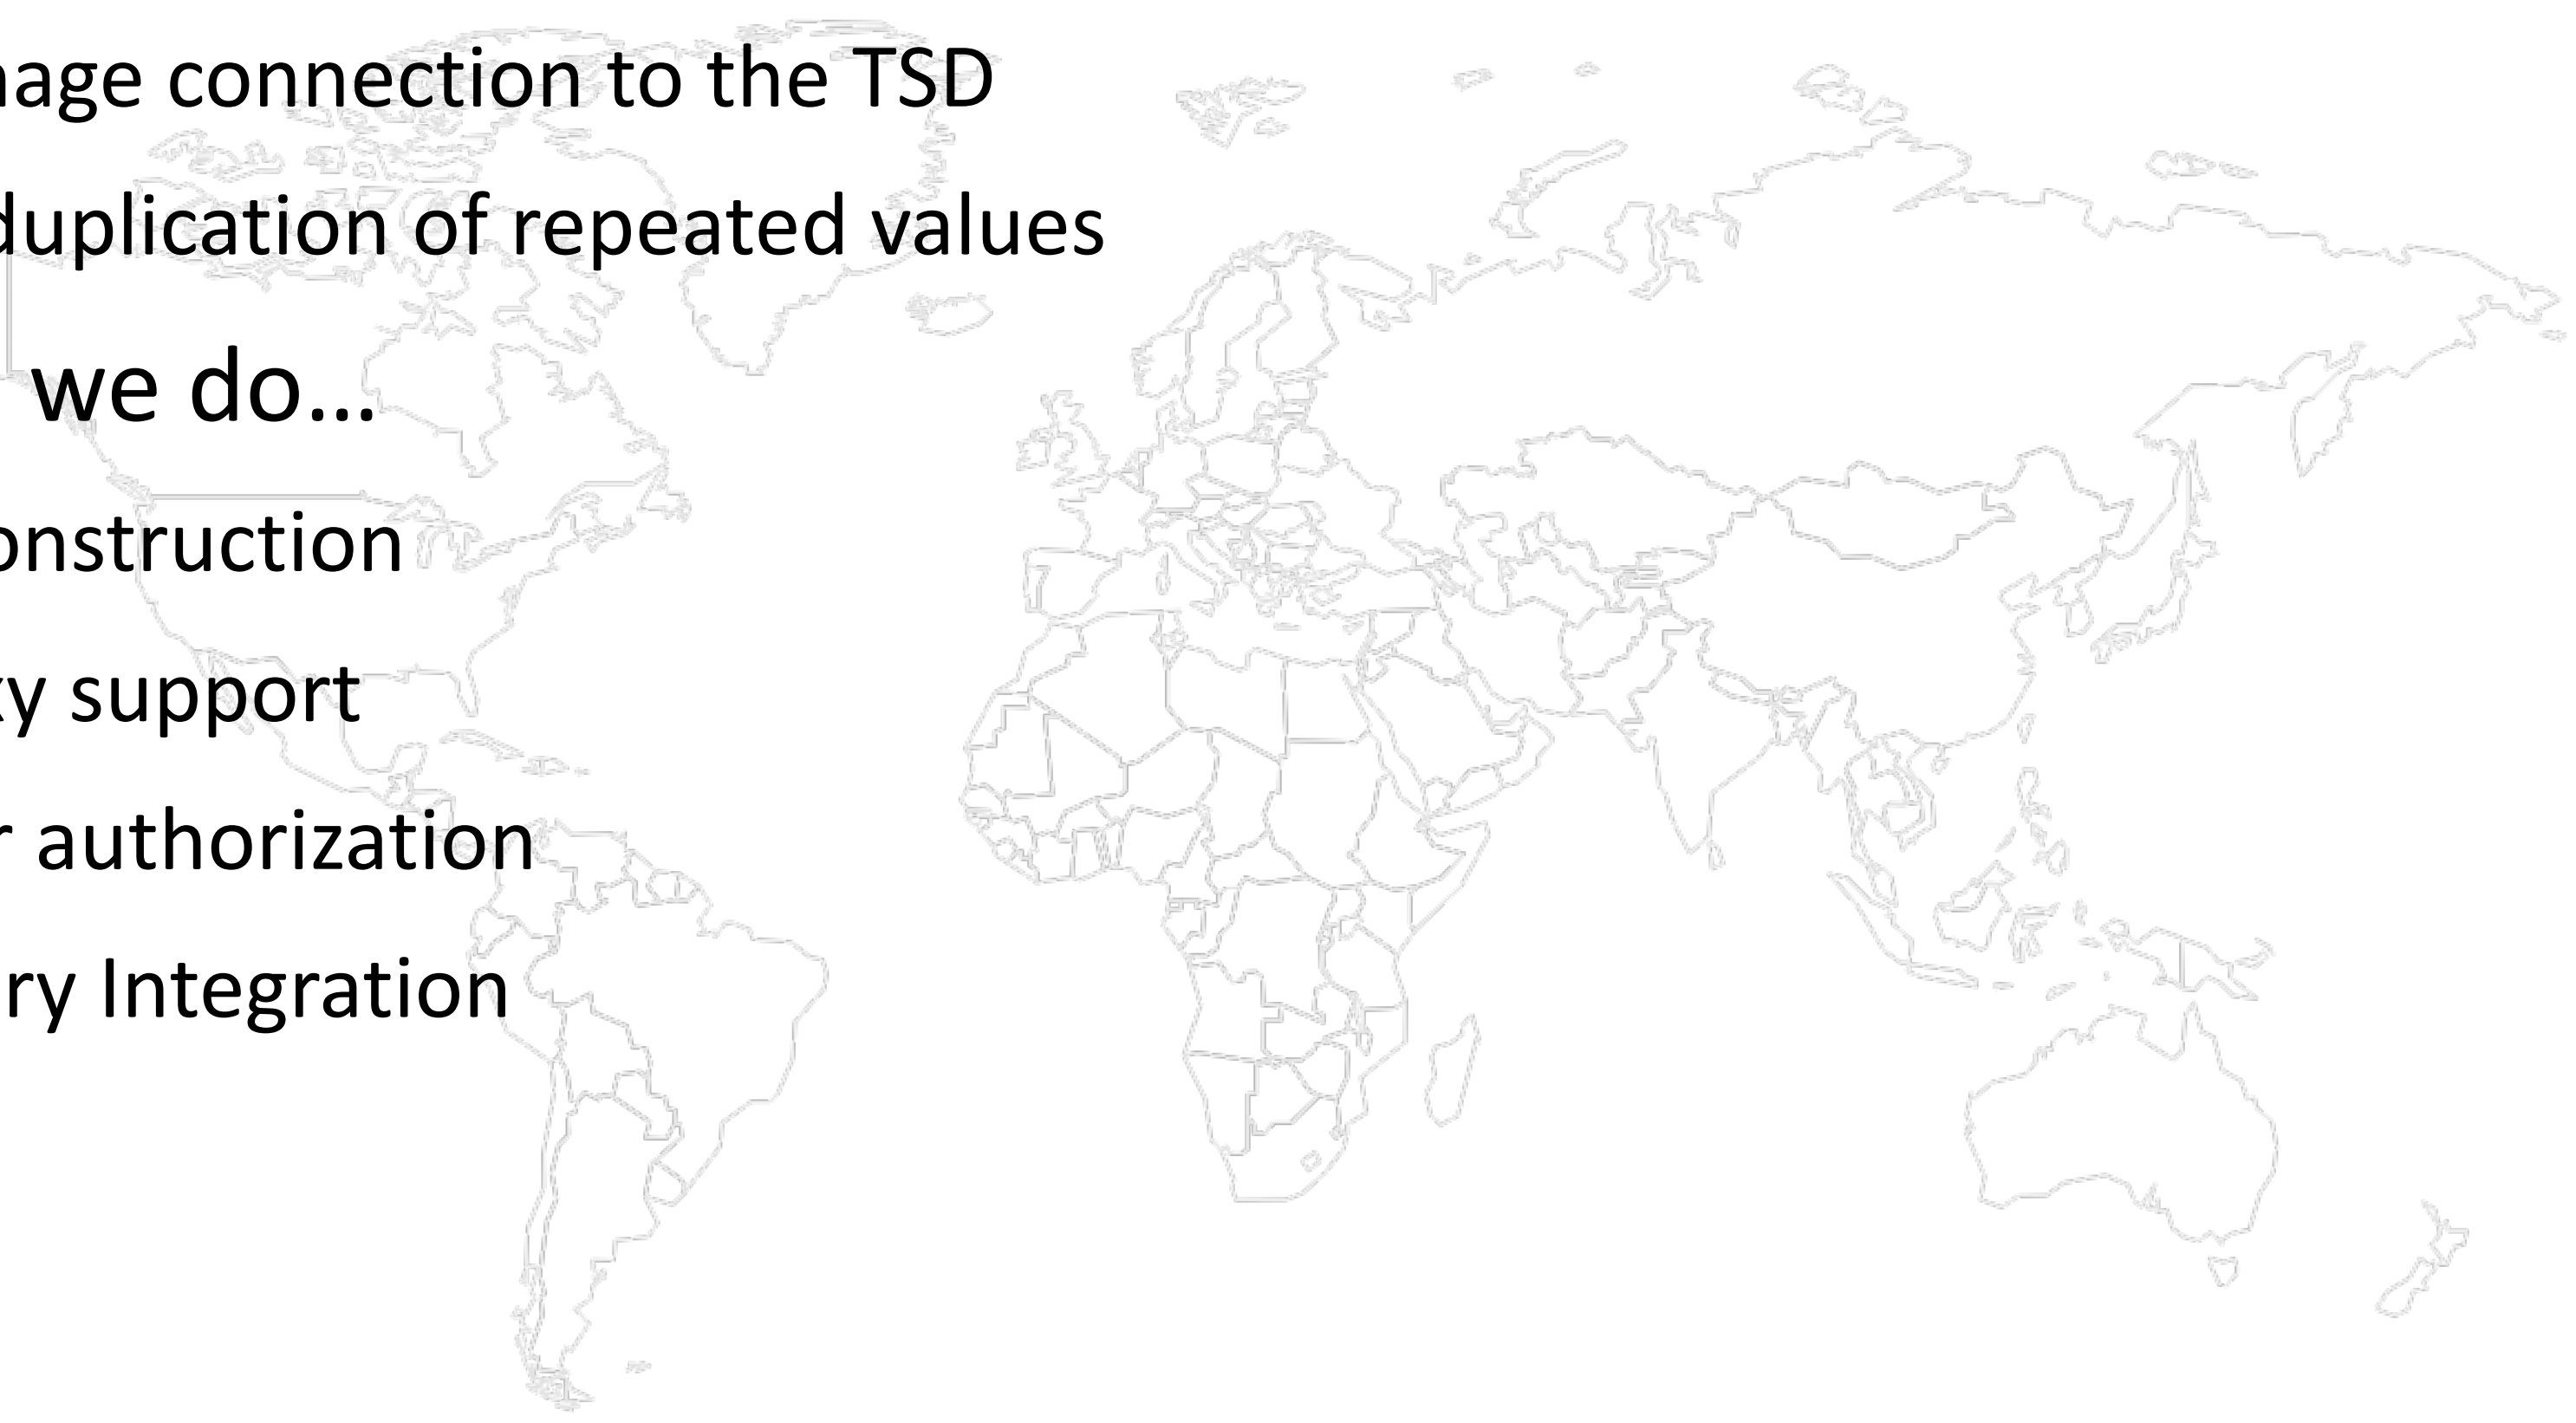 nage connection to the TSD
duplication of repeated values
we do…
onstruction
xy support
r authorization
ry Integration